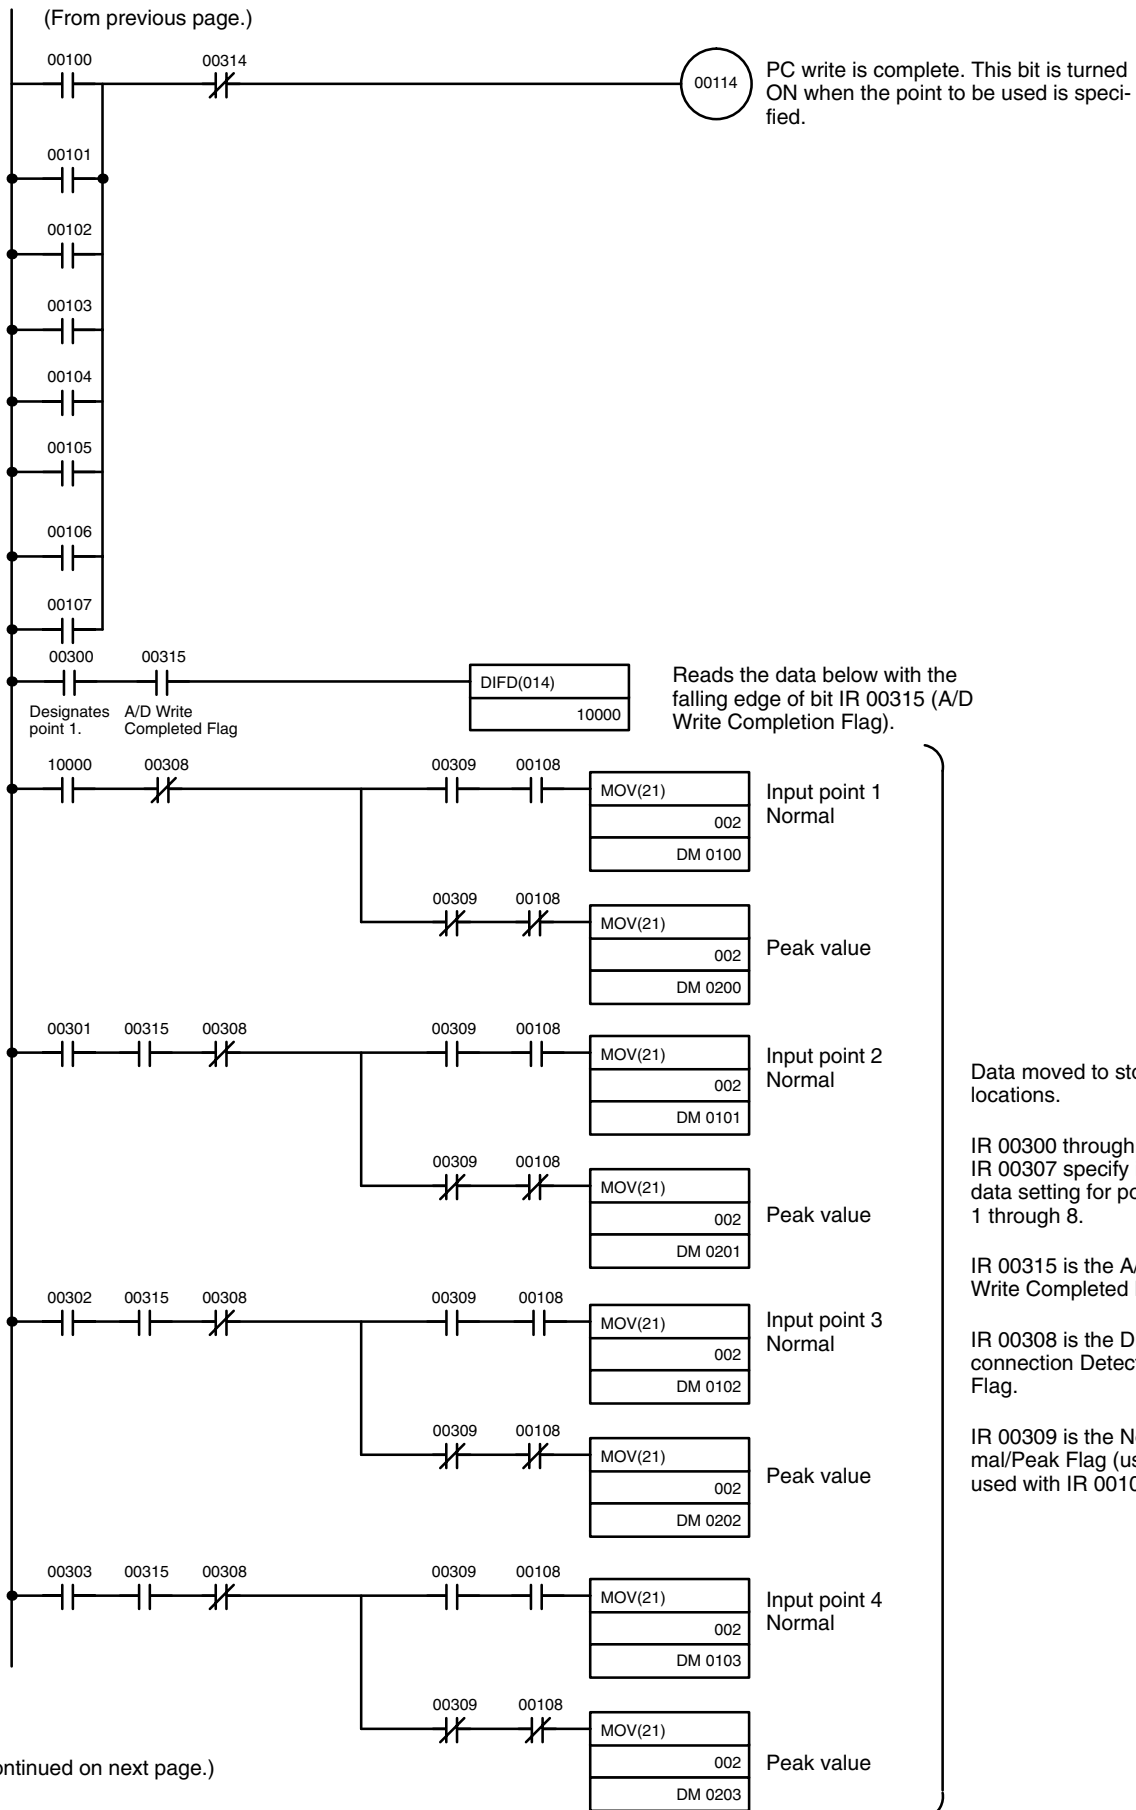 (From previous page.)
00100
00314
00114
PC write is complete. This bit is turned
ON when the point to be used is speci-
fied.
00101
00102
00103
00104
00105
00106
00107
00300
00315
Designates
point 1.
A/D Write
Completed Flag
DIFD(014)
10000
Reads the data below with the
falling edge of bit IR 00315 (A/D
Write Completion Flag).
10000
00308
00309
00108
MOV(21)
002
DM 0100
Input point 1
Normal
00309
00108
MOV(21)
002
DM 0200
Peak value
00301
00315
00308
00309
00108
MOV(21)
002
DM 0101
Input point 2
Normal
00309
00108
MOV(21)
002
DM 0201
Peak value
00302
00315
00308
00309
00108
MOV(21)
002
DM 0102
Input point 3
Normal
00309
00108
MOV(21)
002
DM 0202
Peak value
00303
00315
00308
00309
00108
MOV(21)
002
DM 0103
Input point 4
Normal
00309
00108
MOV(21)
002
DM 0203
Peak value
Data moved to
locations.
IR 00300 through
IR 00307 specify
data setting for
1 through 8.
IR 00315 is the
Write Completed
IR 00308 is the
connection
Flag.
IR 00309 is the
mal/Peak Flag
used with IR
on next page.)